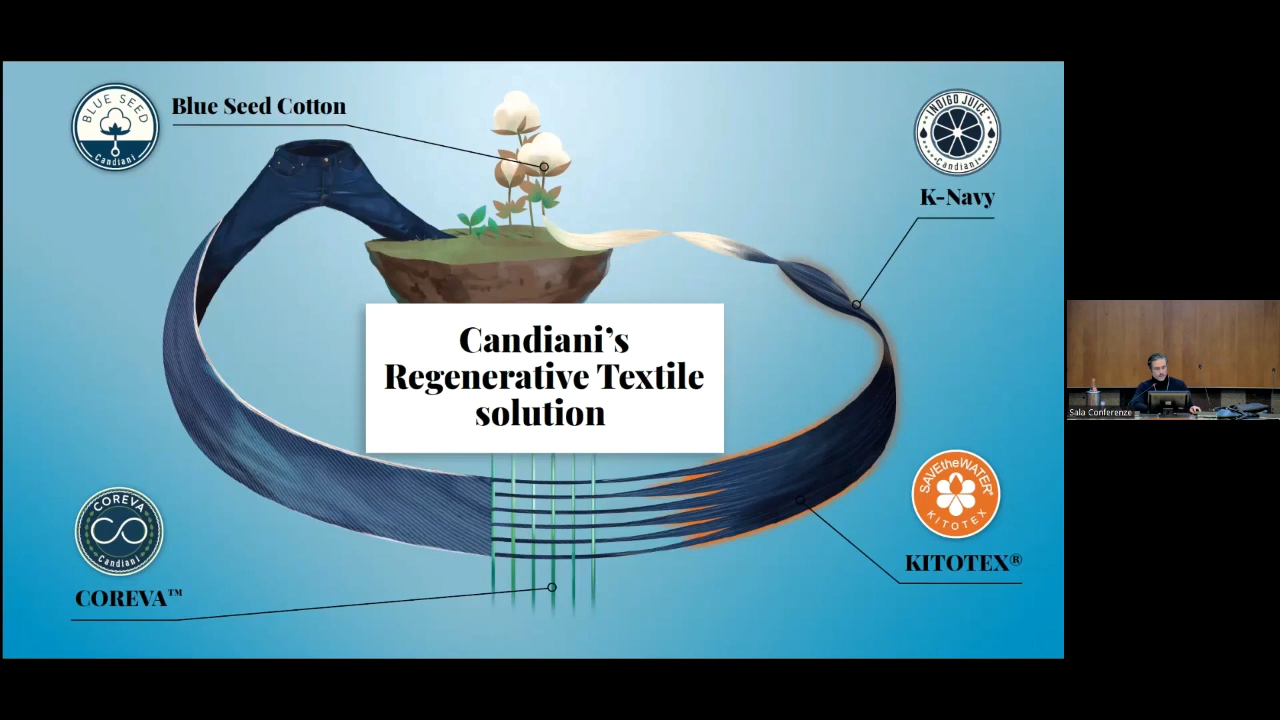 BLUE SEED
Candiani
Blue Seed Cotton
INDIGO JUICE
Candiani
K-Navy
Candiani's
Regenerative Textile
solution
COREVA
Candiani
COREVA™
SAVEtheWATER®
KITOTEX
KITOTEX®
Sala Conferenze